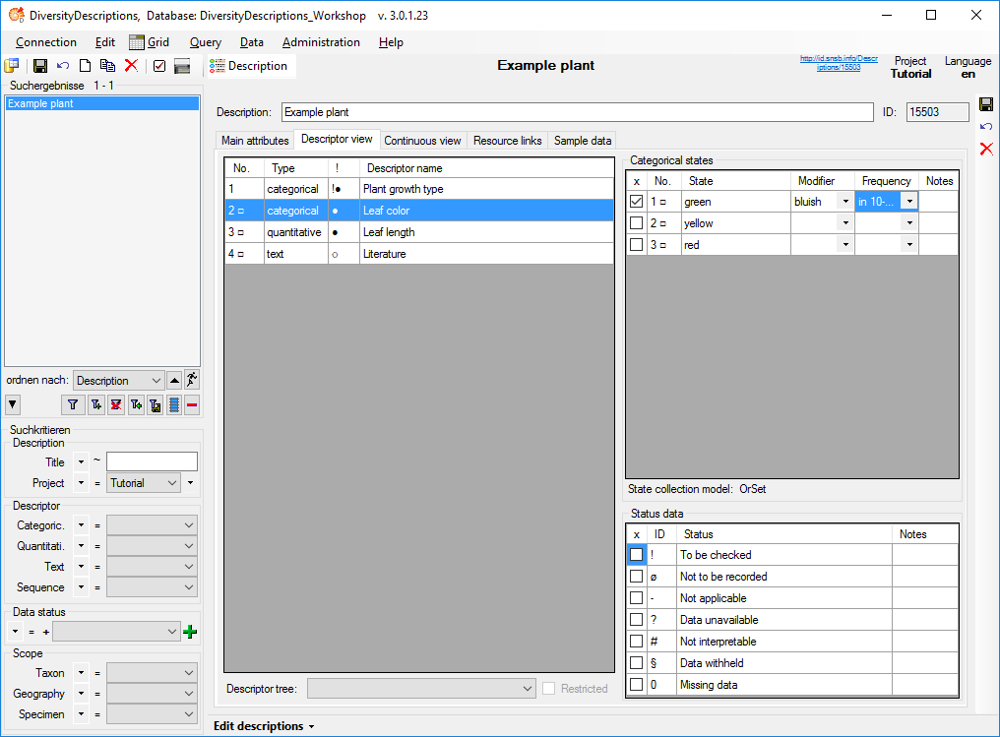 DiversityDescriptions, Database: DiversityDescriptions_Workshop v. 3.0.1.23
Connection Edit Grid Query Data Administration Help
Description
Example plant
http://id.snsb.info/Descr
iptions/15503
Project
Tutorial
Language
en
Suchergebnisse 1 - 1
Example plant
Description: Example plant ID: 15503
Main attributes Descriptor view Continuous view Resource links Sample data
No. Type ! Descriptor name
1 categorical !● Plant growth type
2 □ categorical ● Leaf color
3 □ quantitative ● Leaf length
4 □ text ○ Literature
Categorical states
x No. State Modifier Frequency Notes
1 □ green bluish in 10-...
2 □ yellow
3 □ red
State collection model: OrSet
Status data
x ID Status Notes
! To be checked
ø Not to be recorded
- Not applicable
? Data unavailable
# Not interpretable
§ Data withheld
0 Missing data
ordnen nach: Description
Suchkritieren
Description
Title ~
Project = Tutorial
Descriptor
Categoric. =
Quantitati. =
Text =
Sequence =
Data status
= +
Scope
Taxon =
Geography =
Specimen =
Descriptor tree: Restricted
Edit descriptions